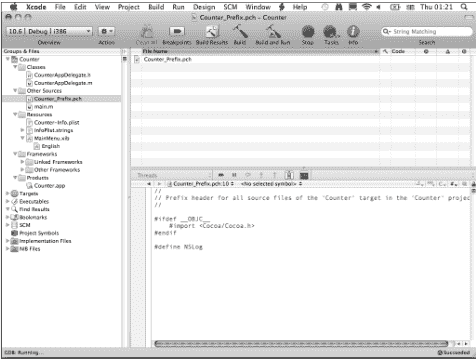 Xcode File Edit View Project Build Run Design SCM Window Help Thu 01:21
Counter_Prefix.pch - Counter
10.6 | Debug | i386
Overview Action Breakpoints Build Results Build Build and Run Stop Tasks Info Search
String Matching
Groups & Files
File Name
Code
Counter
Counter_Prefix.pch
Classes
CounterAppDelegate.h
CounterAppDelegate.m
Other Sources
Counter_Prefix.pch
main.m
Resources
Counter-Info.plist
InfoPlist.strings
MainMenu.xib
English
Frameworks
Linked Frameworks
Other Frameworks
Products
Counter.app
Targets
Executables
Find Results
Bookmarks
SCM
Project Symbols
Implementation Files
NIB Files
Threads
Counter_Prefix.pch:10 <No selected symbol>
//
// Prefix header for all source files of the 'Counter' target in the 'Counter' projec
//
#ifdef __OBJC__
#import <Cocoa/Cocoa.h>
#endif
#define NSLog
GDB: Running...
Succeeded